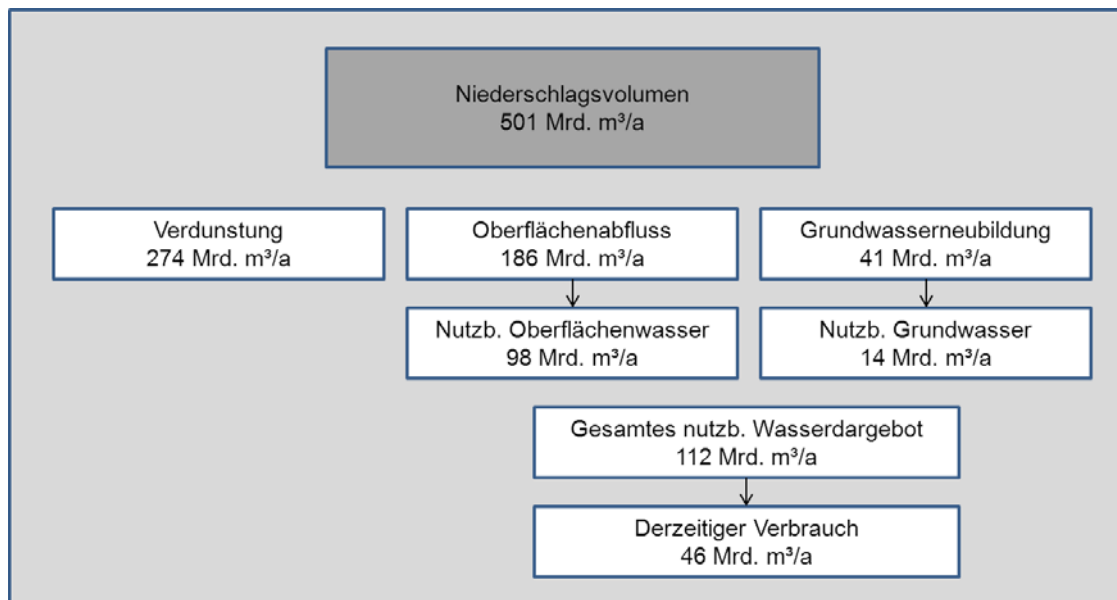 Niederschlagsvolumen
501 Mrd. m³/a
Verdunstung
274 Mrd. m³/a
Oberflächenabfluss
186 Mrd. m³/a
Grundwasserneubildung
41 Mrd. m³/a
Nutzb. Oberflächenwasser
98 Mrd. m³/a
Nutzb. Grundwasser
14 Mrd. m³/a
Gesamtes nutzb. Wasserdargebot
112 Mrd. m³/a
Derzeitiger Verbrauch
46 Mrd. m³/a